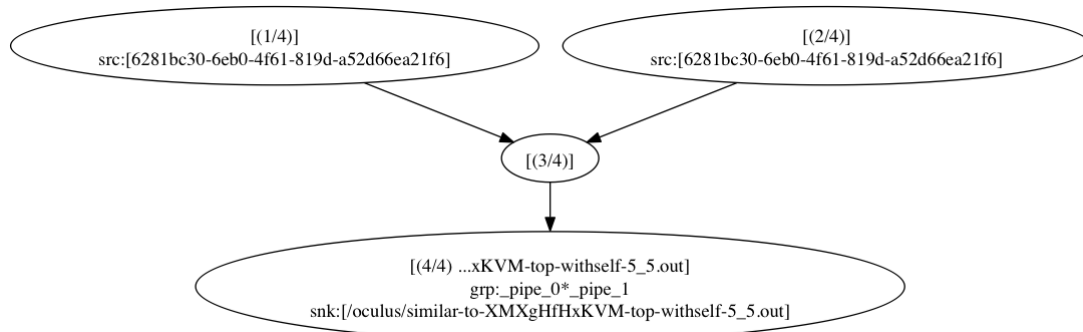 [(1/4)]
src:[6281bc30-6eb0-4f61-819d-a52d66ea21f6]
[(2/4)]
src:[6281bc30-6eb0-4f61-819d-a52d66ea21f6]
[(3/4)]
[(4/4) ...xKVM-top-withself-5_5.out]
grp:_pipe_0*_pipe_1
snk:[/oculus/similar-to-XMXgHfHxKVM-top-withself-5_5.out]